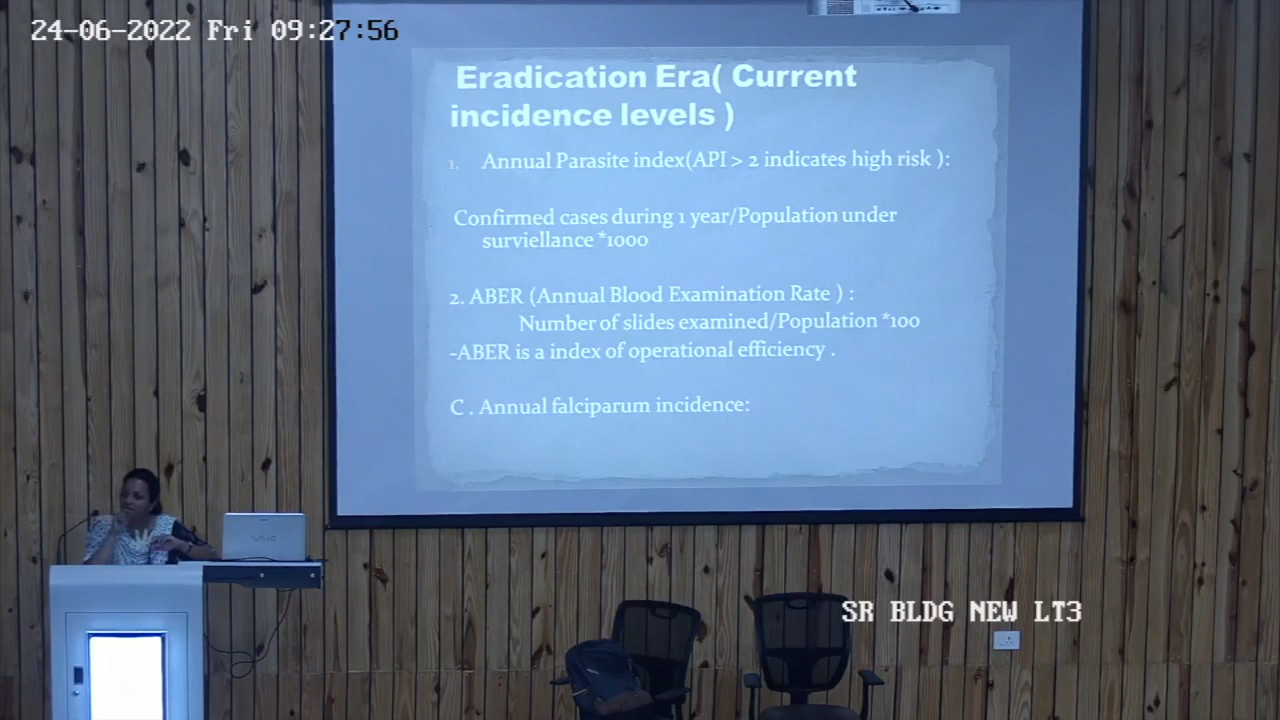 24-06-2022 Fri 09:27:56
Eradication Era( Current
incidence levels )
1. Annual Parasite index(API > 2 indicates high risk ):
Confirmed cases during 1 year/Population under
surviellance *1000
2. ABER (Annual Blood Examination Rate ) :
Number of slides examined/Population *100
-ABER is a index of operational efficiency .
C . Annual falciparum incidence:
VAIO
SR BLDG NEW LT3